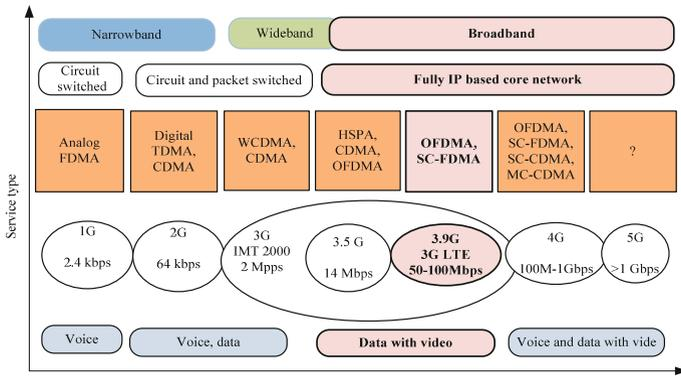 Narrowband
Wideband
Broadband
Circuit
switched
Circuit and packet switched
Fully IP based core network
Analog
FDMA
Digital
TDMA,
CDMA
WCDMA,
CDMA
HSPA,
CDMA,
OFDMA
OFDMA,
SC-FDMA
OFDMA,
SC-FDMA,
SC-CDMA,
MC-CDMA
?
Service type
1G
2.4 kbps
2G
64 kbps
3G
IMT 2000
2 Mpps
3.5 G
14 Mbps
3.9G
3G LTE
50-100Mbps
4G
100M-1Gbps
5G
>1 Gbps
Voice
Voice, data
Data with video
Voice and data with vide